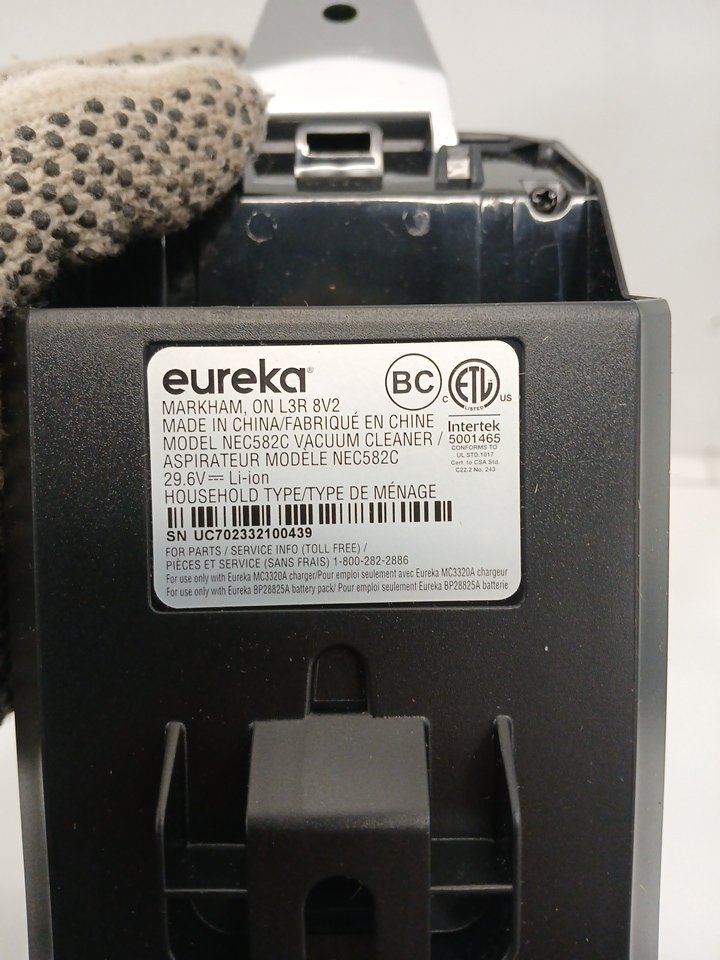 eureka®
MARKHAM, ON L3R 8V2
MADE IN CHINA/FABRIQUÉ EN CHINE
MODEL NEC582C VACUUM CLEANER /
ASPIRATEUR MODÈLE NEC582C
29.6V⎓ Li-ion
HOUSEHOLD TYPE/TYPE DE MÉNAGE
SN UC702332100439
FOR PARTS / SERVICE INFO (TOLL FREE) /
PIÈCES ET SERVICE (SANS FRAIS) 1-800-282-2886
For use only with Eureka MC3320A charger/Pour emploi seulement avec Eureka MC3320A chargeur
For use only with Eureka BP28825A battery pack/ Pour emploi seulement Eureka BP28825A batterie
BC
C ETL US
LISTED
Intertek
5001465
CONFORMS TO
UL STD.1017
Cert. to CSA Std.
C22.2 No. 243